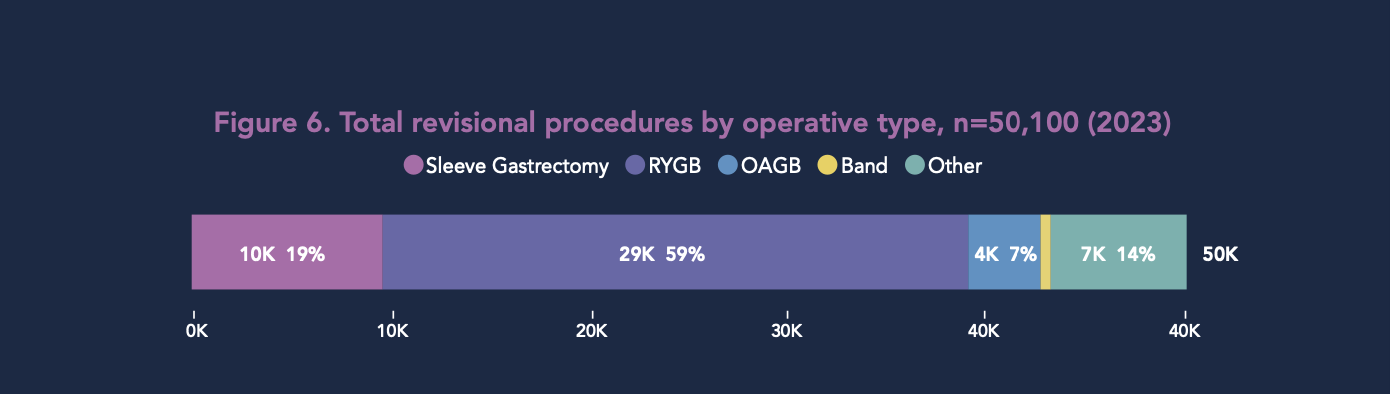 Figure 6. Total revisional procedures by operative type, n=50,100 (2023)
Sleeve Gastrectomy RYGB OAGB Band Other
10K 19% 29K 59% 4K 7% 7K 14% 50K
0K 10K 20K 30K 40K 40K